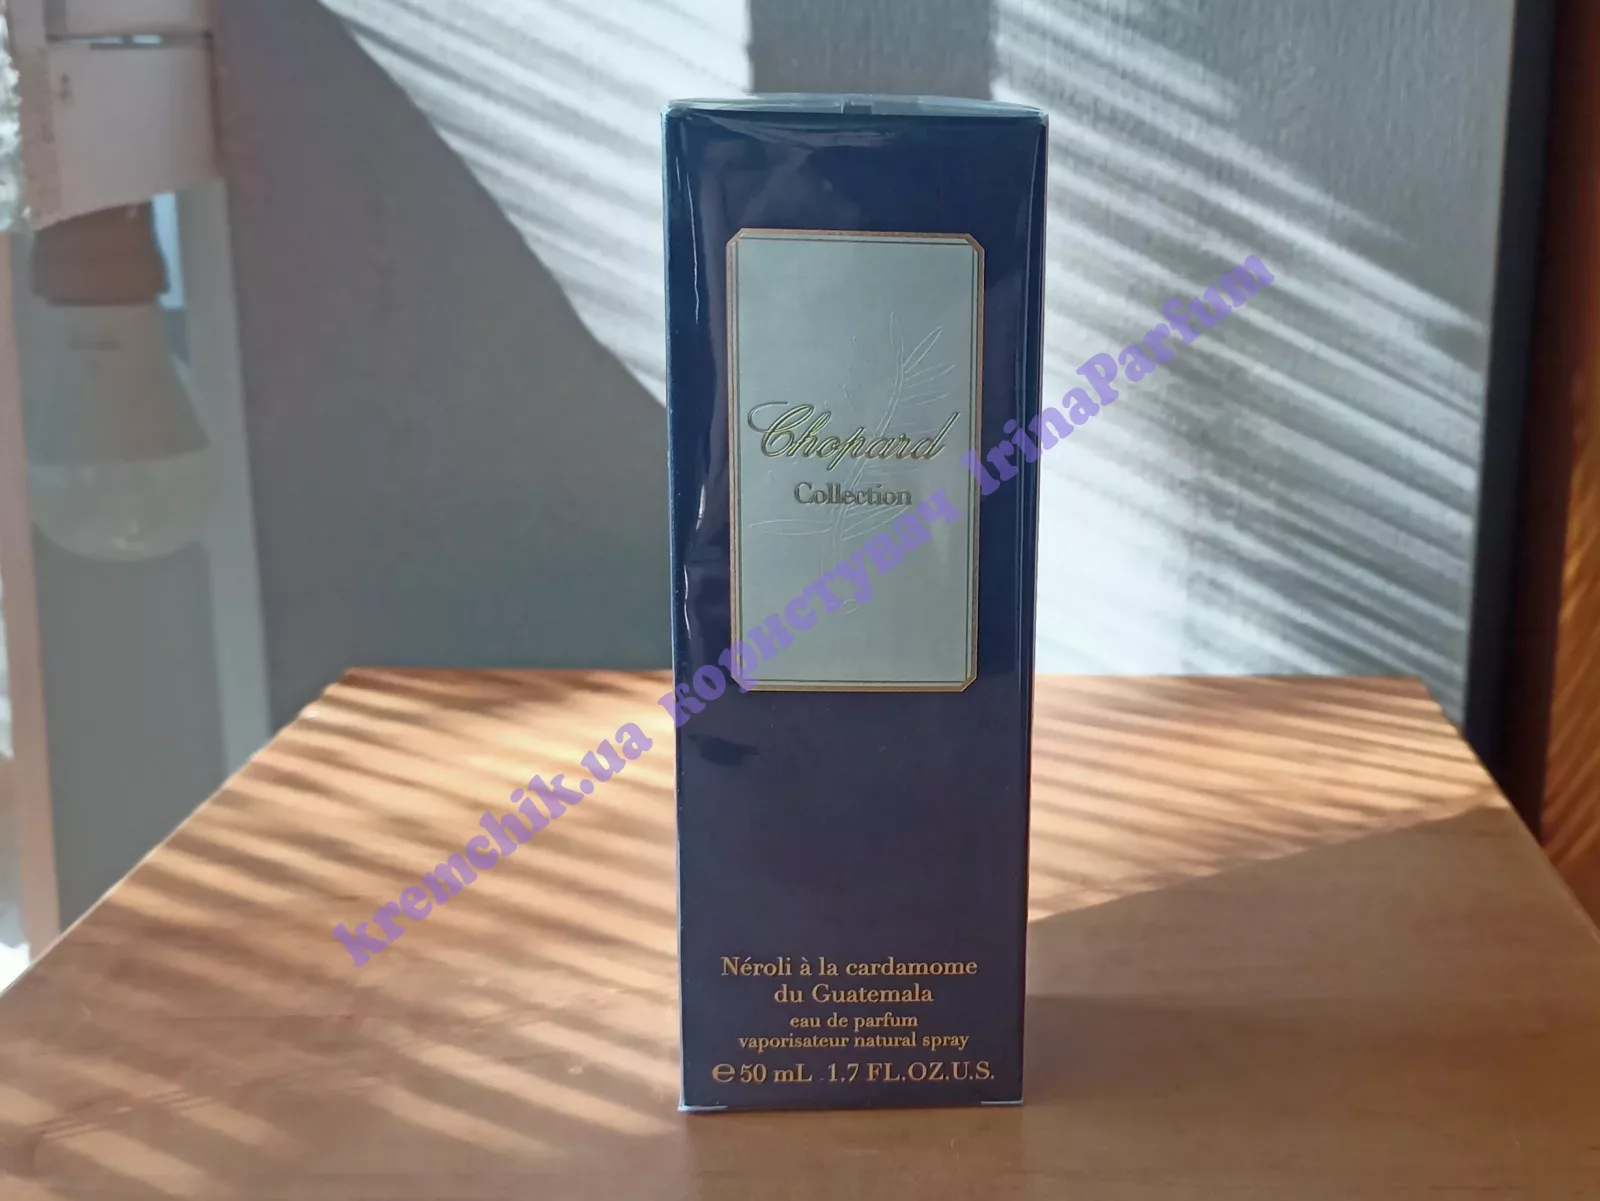 Chopard
Collection
kremchik.ua користувач IrinaParfum
Néroli à la cardamome
du Guatemala
eau de parfum
vaporisateur natural spray
℮ 50 mL 1,7 FL.OZ.U.S.